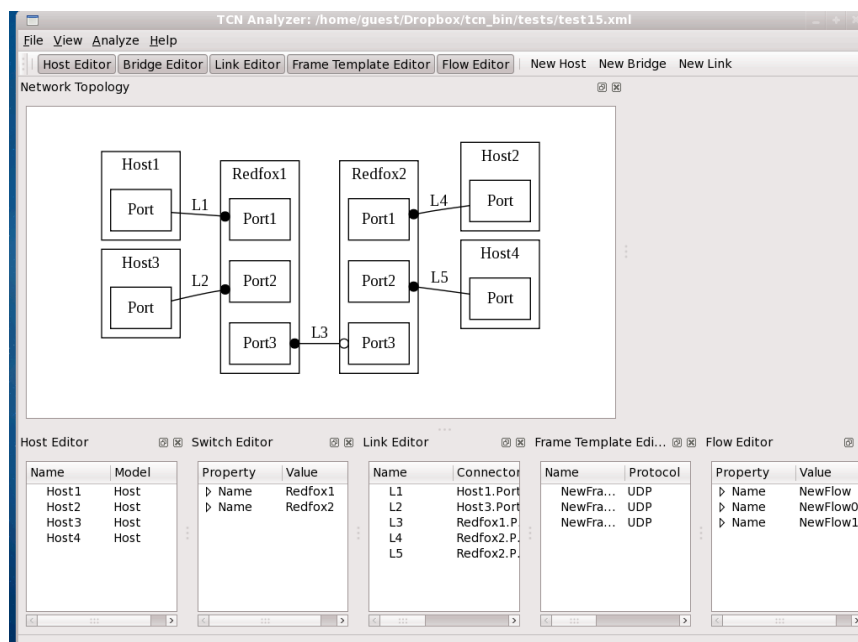 TCN Analyzer: /home/guest/Dropbox/tcn_bin/tests/test15.xml
File View Analyze Help
Host Editor Bridge Editor Link Editor Frame Template Editor Flow Editor New Host New Bridge New Link
Network Topology
Host1
Port
L1
Host3
Port
L2
Redfox1
Port1
Port2
Port3
L3
Redfox2
Port1
Port2
Port3
L4
Host2
Port
L5
Host4
Port
Host Editor
Name Model
Host1 Host
Host2 Host
Host3 Host
Host4 Host
Switch Editor
Property Value
Name Redfox1
Name Redfox2
Link Editor
Name Connector
L1 Host1.Port
L2 Host3.Port
L3 Redfox1.P
L4 Redfox2.P.
L5 Redfox2.P.
Frame Template Edi...
Name Protocol
NewFra... UDP
NewFra... UDP
NewFra... UDP
Flow Editor
Property Value
Name NewFlow
Name NewFlow0
Name NewFlow1